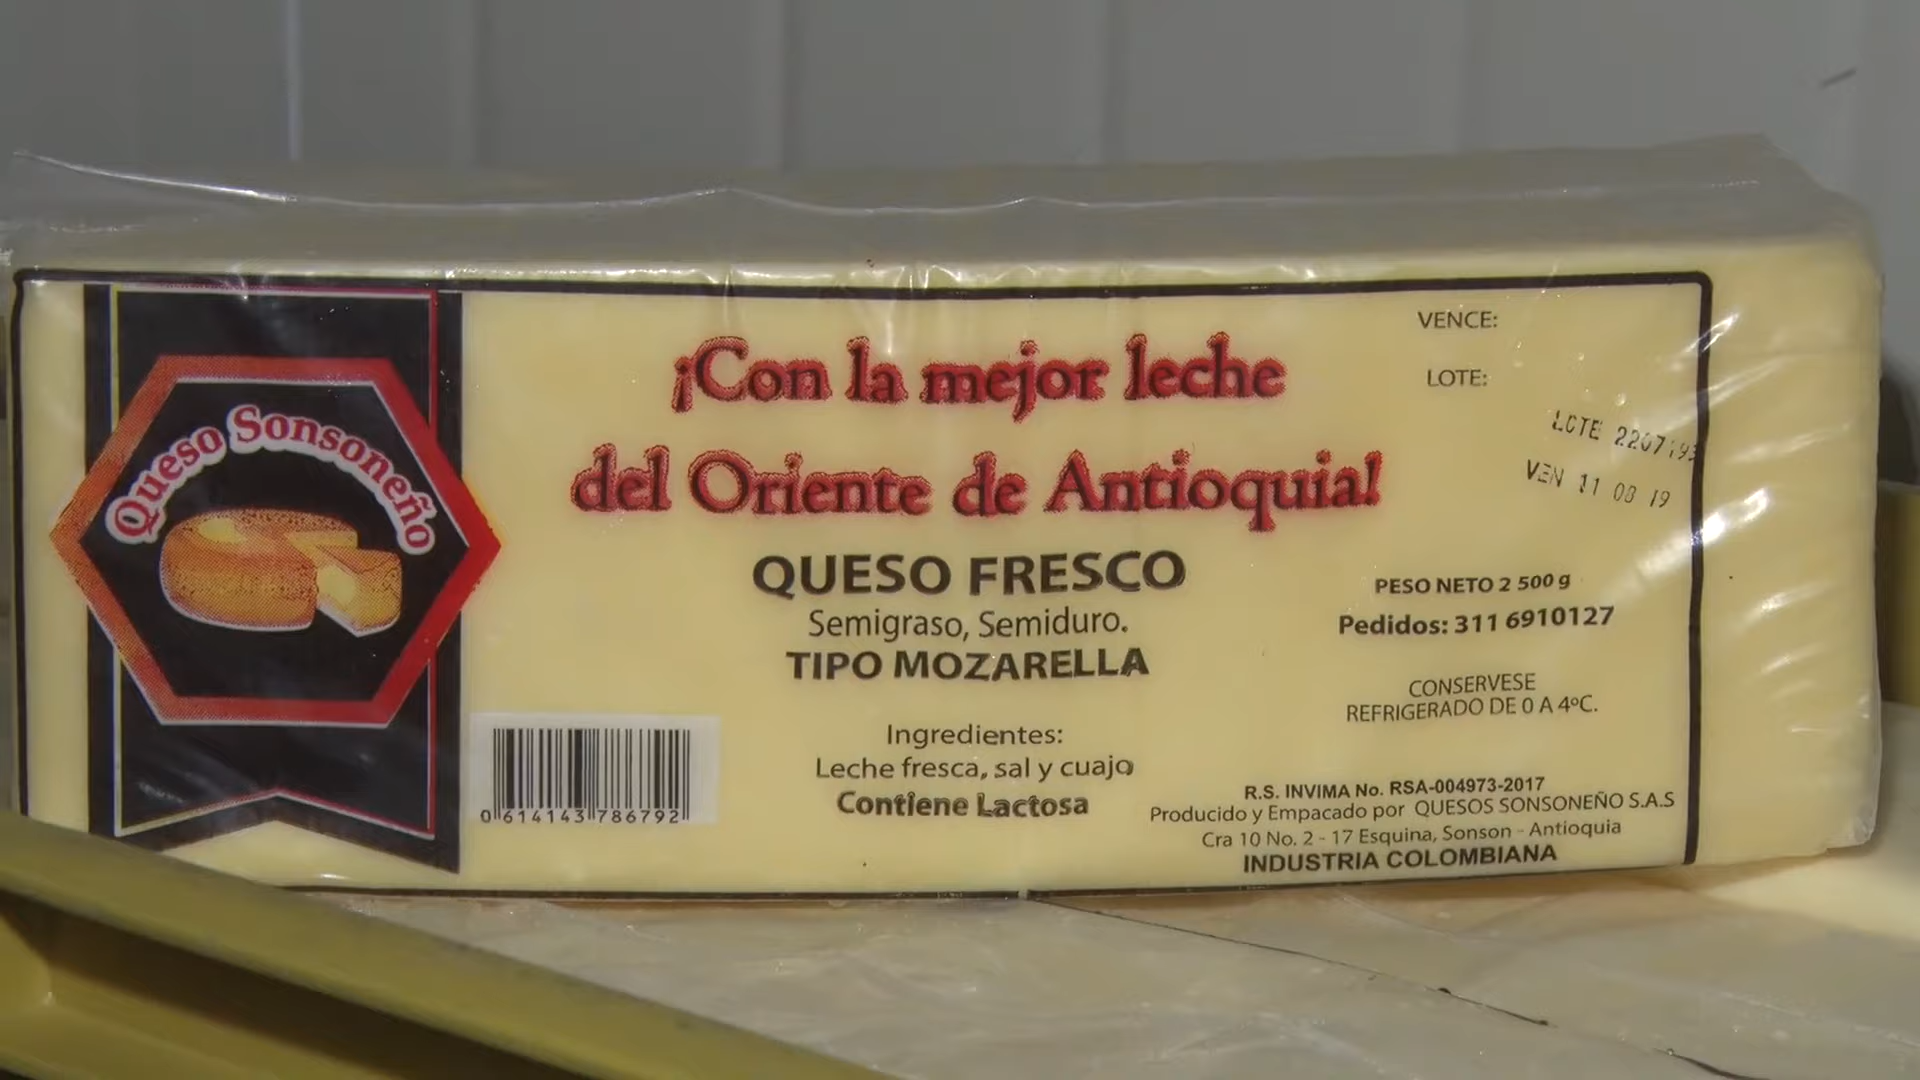 Queso Sonsoneño
¡Con la mejor leche
del Oriente de Antioquia!
QUESO FRESCO
Semigraso, Semiduro.
TIPO MOZARELLA
Ingredientes:
Leche fresca, sal y cuajo
Contiene Lactosa
0 614143 786792
VENCE:
LOTE:
LOTE 220719
VEN 11 08 19
PESO NETO 2 500 g
Pedidos: 311 6910127
CONSERVESE
REFRIGERADO DE 0 A 4ºC.
R.S. INVIMA No. RSA-004973-2017
Producido y Empacado por QUESOS SONSONEÑO S.A.S
Cra 10 No. 2 - 17 Esquina, Sonson - Antioquia
INDUSTRIA COLOMBIANA